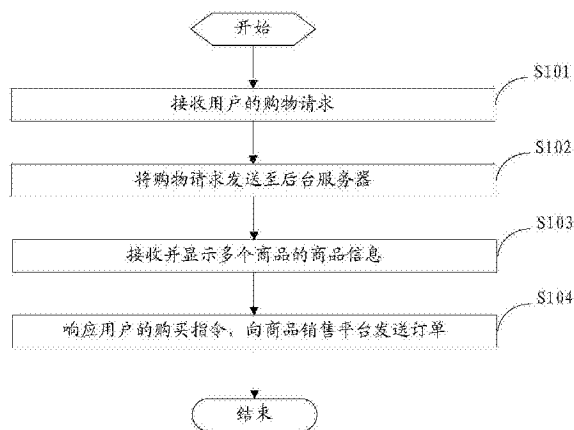 开始
S101
接收用户的购物请求
S102
将购物请求发送至后台服务器
S103
接收并显示多个商品的商品信息
S104
响应用户的购买指令，向商品销售平台发送订单
结束